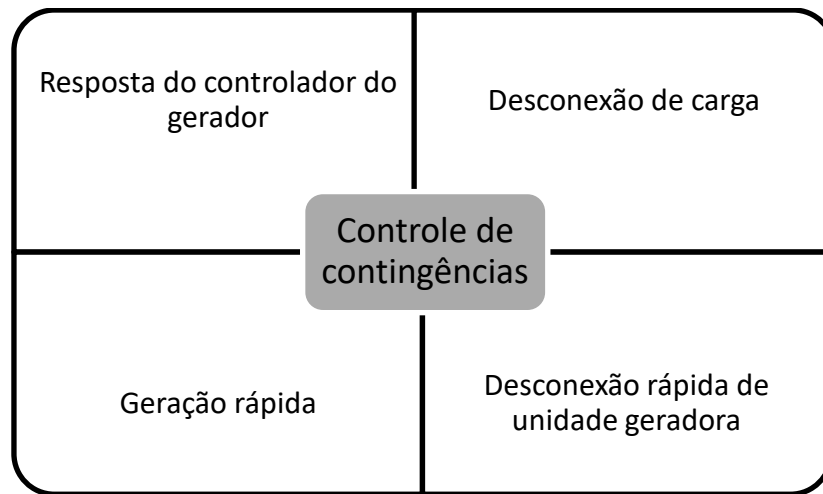 Resposta do controlador do
gerador
Desconexão de carga
Controle de
contingências
Geração rápida
Desconexão rápida de
unidade geradora